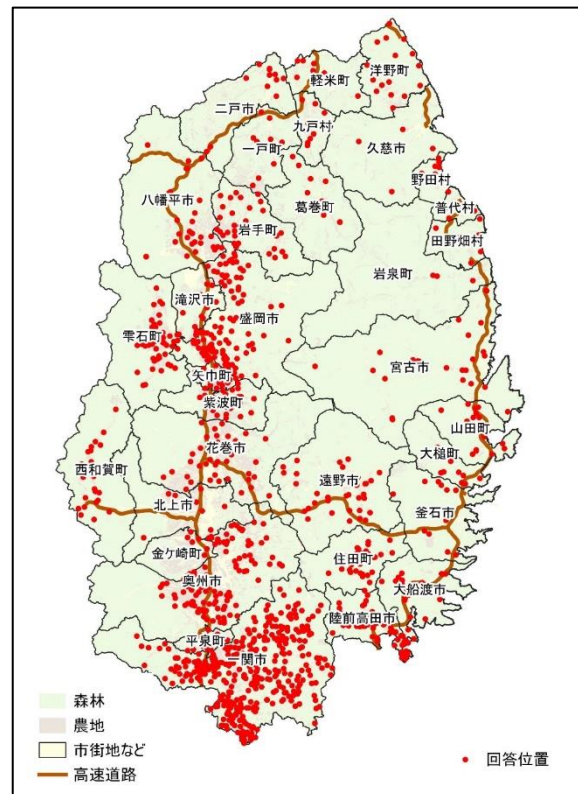 洋野町
軽米町
二戸市
九戸村
一戸町
久慈市
野田村
八幡平市
葛巻町
普代村
岩手町
田野畑村
岩泉町
滝沢市
盛岡市
雫石町
宮古市
矢巾町
紫波町
山田町
花巻市
大槌町
西和賀町
遠野市
北上市
釜石市
金ケ崎町
住田町
奥州市
大船渡市
陸前高田市
平泉町
一関市
森林
農地
市街地など
高速道路
回答位置